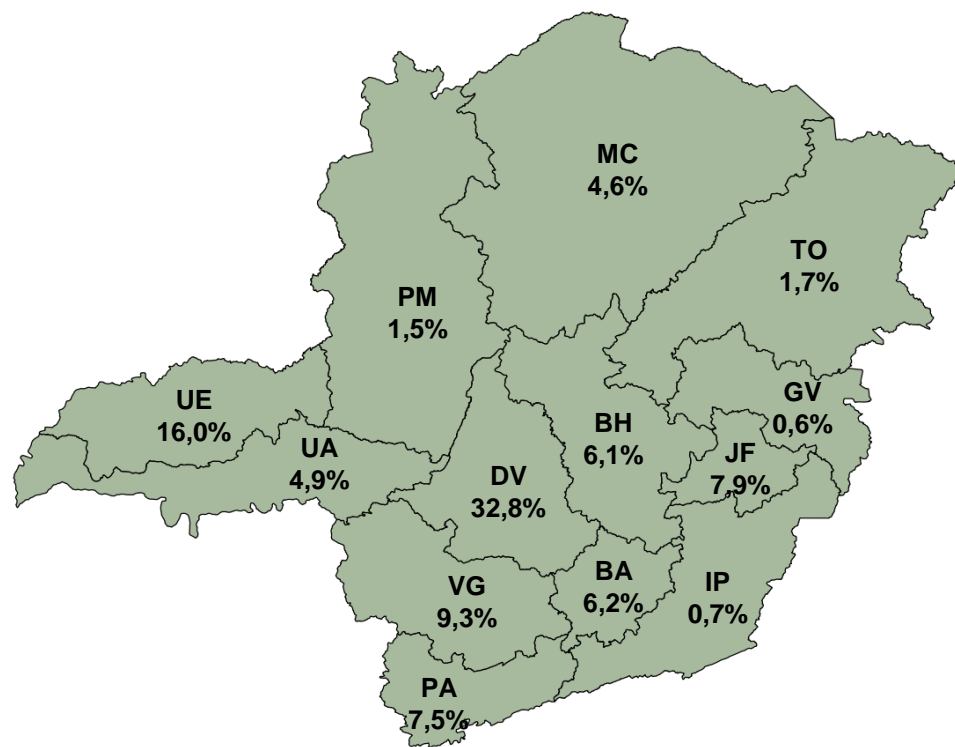 MC
4,6%
TO
1,7%
PM
1,5%
UE
16,0%
GV
0,6%
BH
6,1%
UA
4,9%
JF
7,9%
DV
32,8%
VG
9,3%
BA
6,2%
IP
0,7%
PA
7,5%